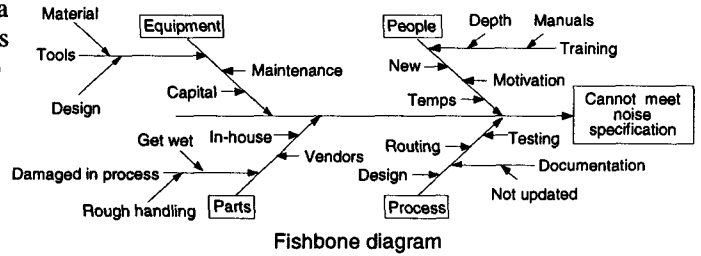 a
s
Material
Equipment
Tools
Maintenance
Capital
Design
People
Depth
Manuals
Training
New
Motivation
Temps
Cannot meet
noise
specification
Get wet
In-house
Vendors
Damaged in process
Rough handling
Parts
Routing
Testing
Design
Documentation
Not updated
Process
Fishbone diagram